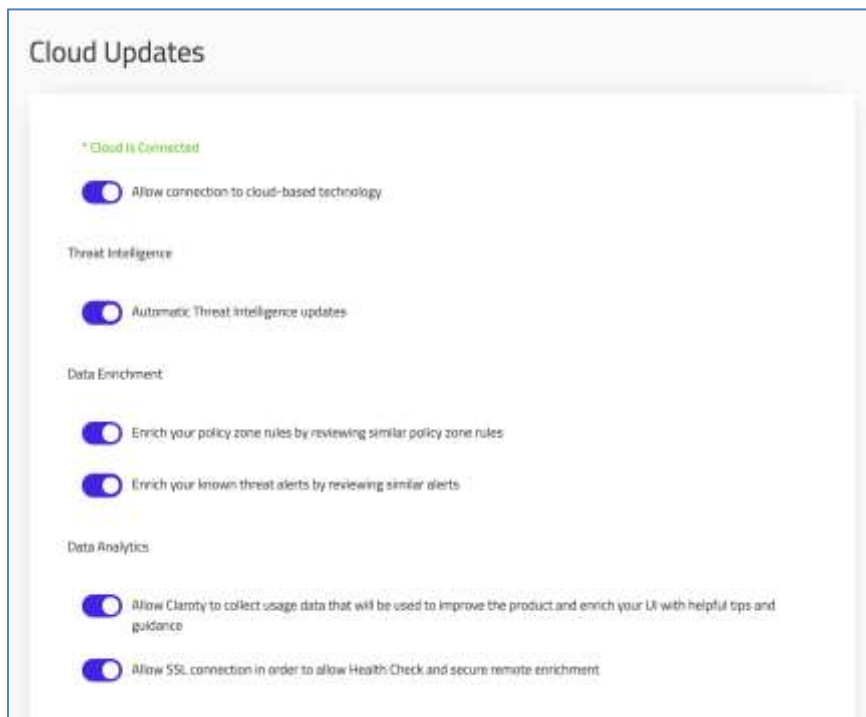 Cloud Updates
* Cloud Is Connected
Allow connection to cloud-based technology
Threat Intelligence
Automatic Threat Intelligence updates
Data Enrichment
Enrich your policy zone rules by reviewing similar policy zone rules
Enrich your known threat alerts by reviewing similar alerts
Data Analytics
Allow Claroty to collect usage data that will be used to improve the product and enrich your UI with helpful tips and
guidance
Allow SSL connection in order to allow Health Check and secure remote enrichment